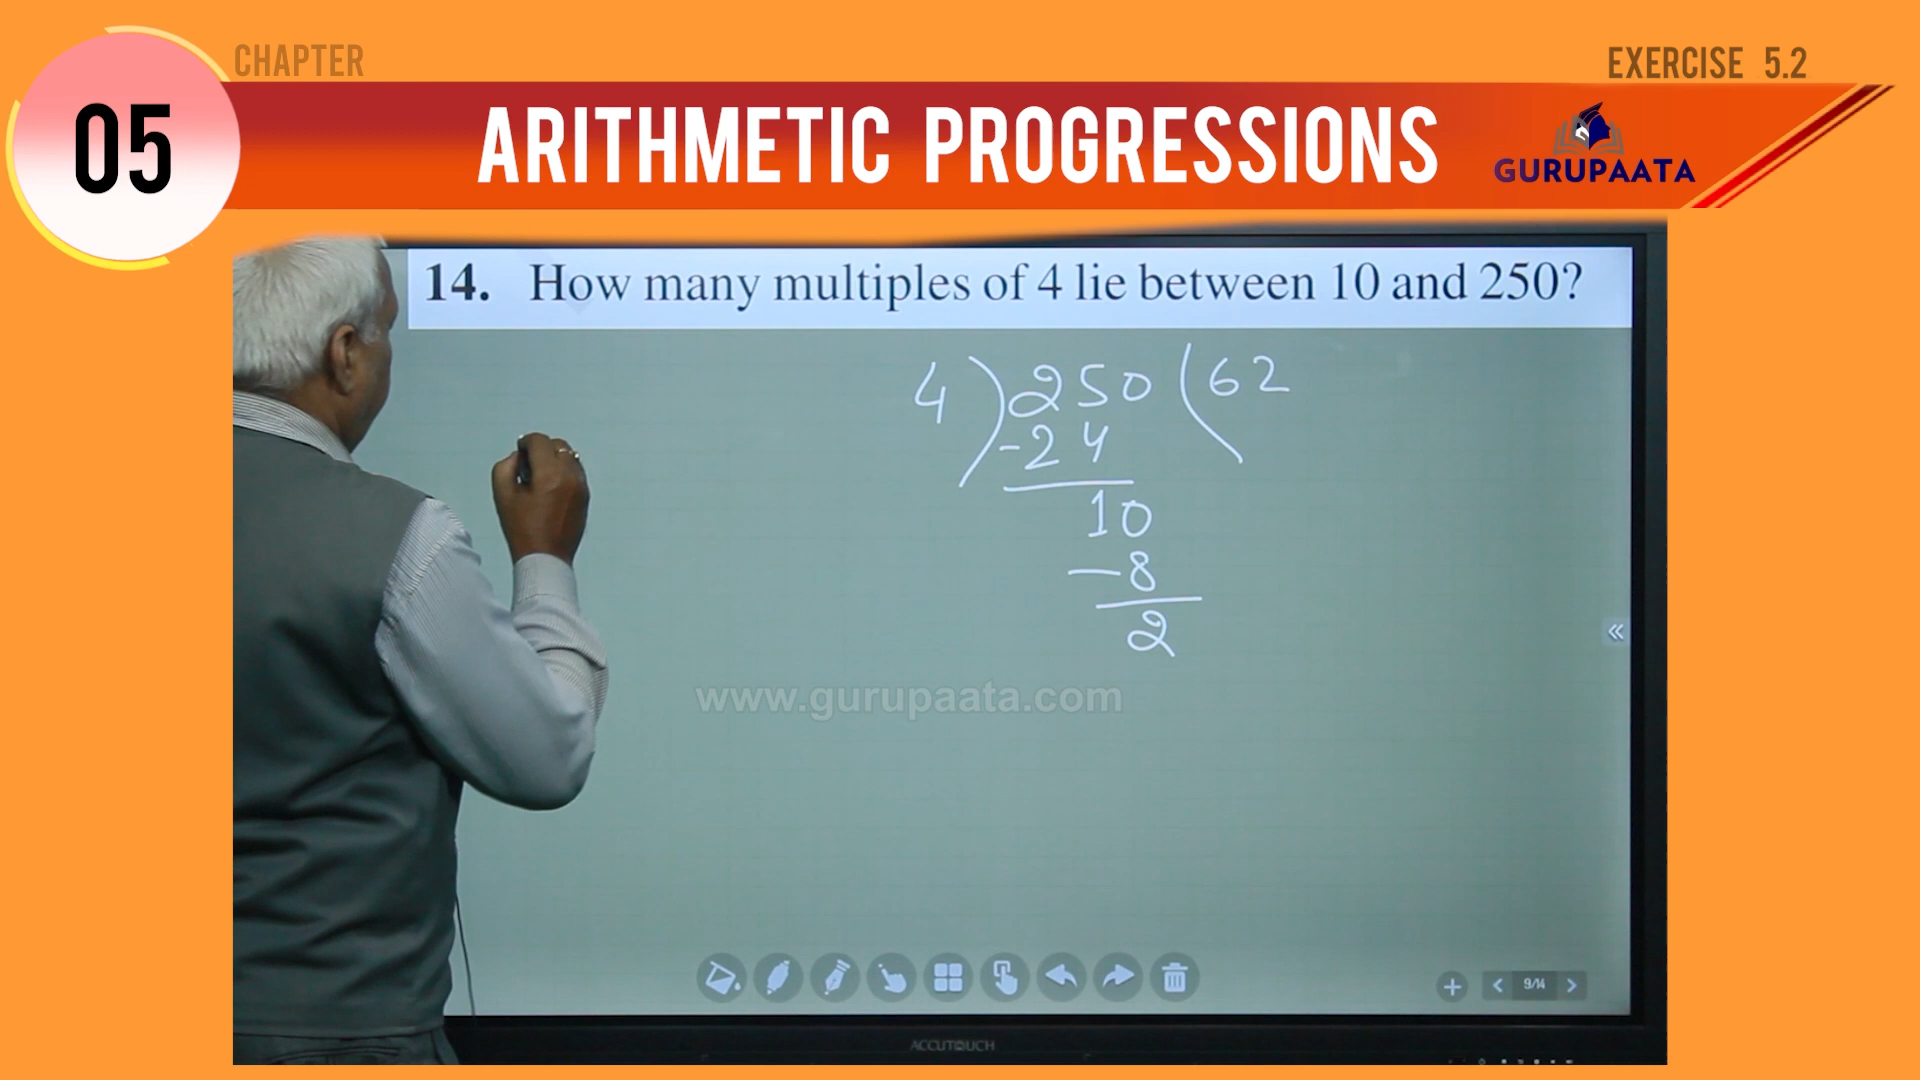 CHAPTER
EXERCISE 5.2
05
ARITHMETIC PROGRESSIONS
GURUPAATA
14. How many multiples of 4 lie between 10 and 250?
4 ) 250 ( 62
-24
10
-8
2
www.gurupaata.com
9/14
ACCUTOUCH